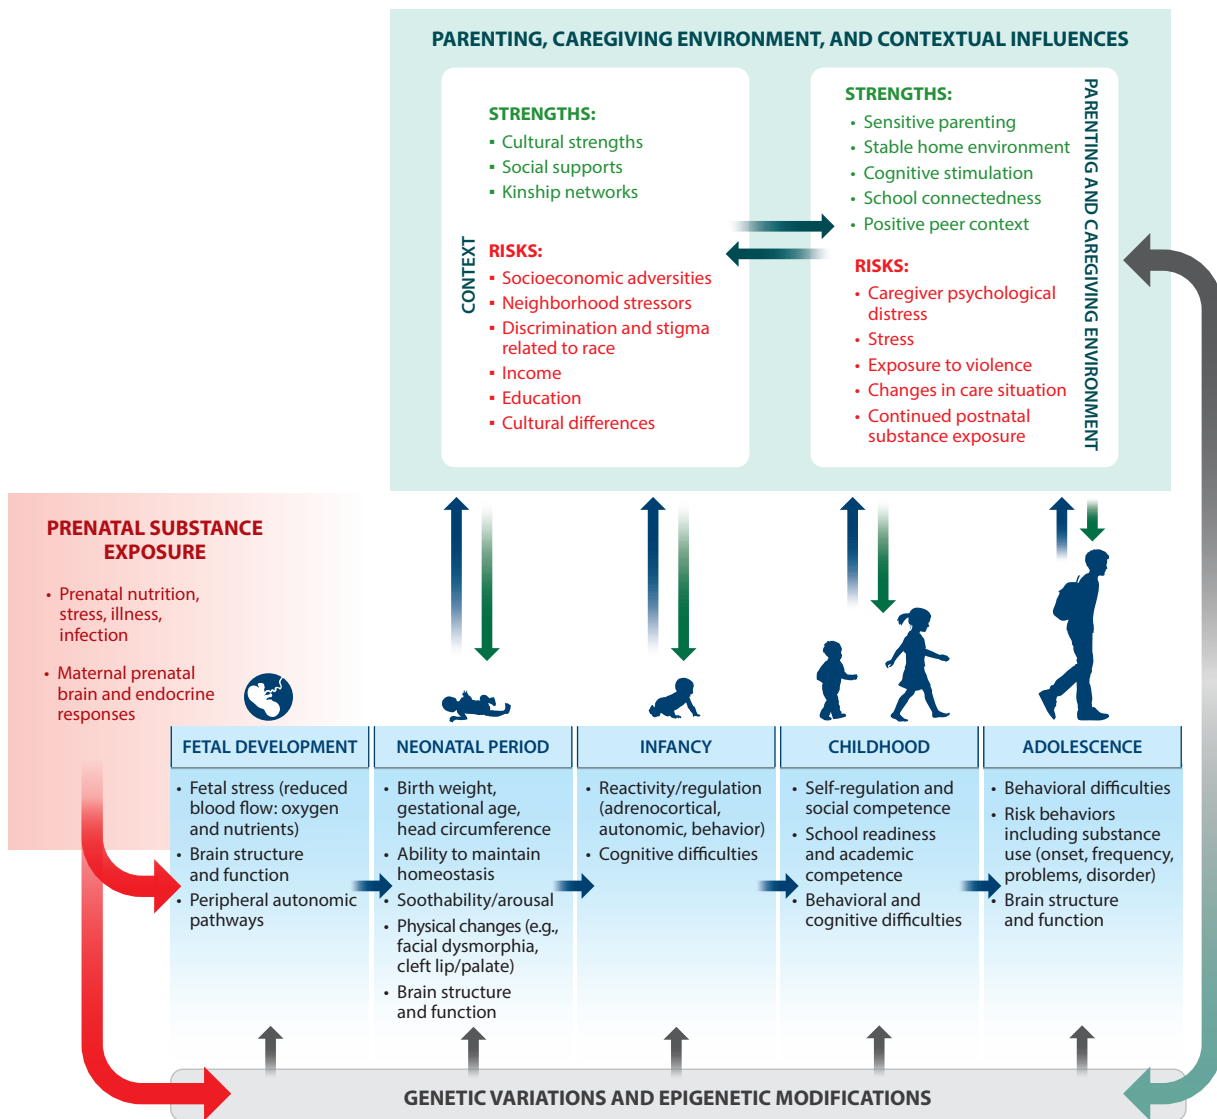 PARENTING, CAREGIVING ENVIRONMENT, AND CONTEXTUAL INFLUENCES
CONTEXT
STRENGTHS:
▪ Cultural strengths
▪ Social supports
▪ Kinship networks
RISKS:
▪ Socioeconomic adversities
▪ Neighborhood stressors
▪ Discrimination and stigma
related to race
▪ Income
▪ Education
▪ Cultural differences
PARENTING AND CAREGIVING ENVIRONMENT
STRENGTHS:
• Sensitive parenting
• Stable home environment
• Cognitive stimulation
• School connectedness
• Positive peer context
RISKS:
• Caregiver psychological
distress
• Stress
• Exposure to violence
• Changes in care situation
• Continued postnatal
substance exposure
PRENATAL SUBSTANCE
EXPOSURE
• Prenatal nutrition,
stress, illness,
infection
• Maternal prenatal
brain and endocrine
responses
FETAL DEVELOPMENT
• Fetal stress (reduced
blood flow: oxygen
and nutrients)
• Brain structure
and function
• Peripheral autonomic
pathways
NEONATAL PERIOD
• Birth weight,
gestational age,
head circumference
• Ability to maintain
homeostasis
• Soothability/arousal
• Physical changes (e.g.,
facial dysmorphia,
cleft lip/palate)
• Brain structure
and function
INFANCY
• Reactivity/regulation
(adrenocortical,
autonomic, behavior)
• Cognitive difficulties
CHILDHOOD
• Self-regulation and
social competence
• School readiness
and academic
competence
• Behavioral and
cognitive difficulties
ADOLESCENCE
• Behavioral difficulties
• Risk behaviors
including substance
use (onset, frequency,
problems, disorder)
• Brain structure
and function
GENETIC VARIATIONS AND EPIGENETIC MODIFICATIONS